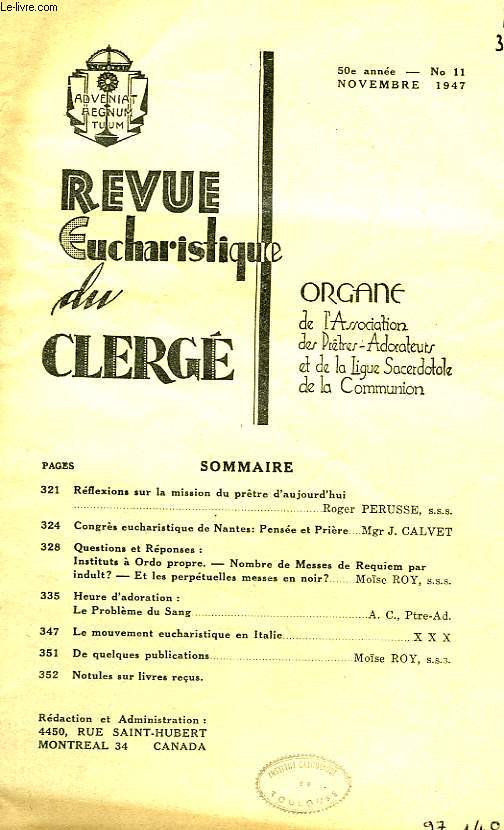 Le-livre.com
50e année — No 11
NOVEMBRE 1947
ADVENIAT
REGNUM
TUUM
REVUE
Eucharistique
du
CLERGÉ
ORGANE
de l'Association
des Prêtres-Adorateurs
et de la Ligue Sacerdotale
de la Communion
PAGES SOMMAIRE
321 Réflexions sur la mission du prêtre d'aujourd'hui
Roger PERUSSE, s.s.s.
324 Congrès eucharistique de Nantes: Pensée et Prière...Mgr J. CALVET
328 Questions et Réponses :
Instituts à Ordo propre. — Nombre de Messes de Requiem par
indult? — Et les perpétuelles messes en noir?.......Moïse ROY, s.s.s.
335 Heure d'adoration :
Le Problème du Sang...A. C., Ptre-Ad.
347 Le mouvement eucharistique en Italie...X X X
351 De quelques publications...Moïse ROY, s.s.s.
352 Notules sur livres reçus.
Rédaction et Administration :
4450, RUE SAINT-HUBERT
MONTREAL 34 CANADA
INSTITUT CATHOLIQUE
DE
TOULOUSE